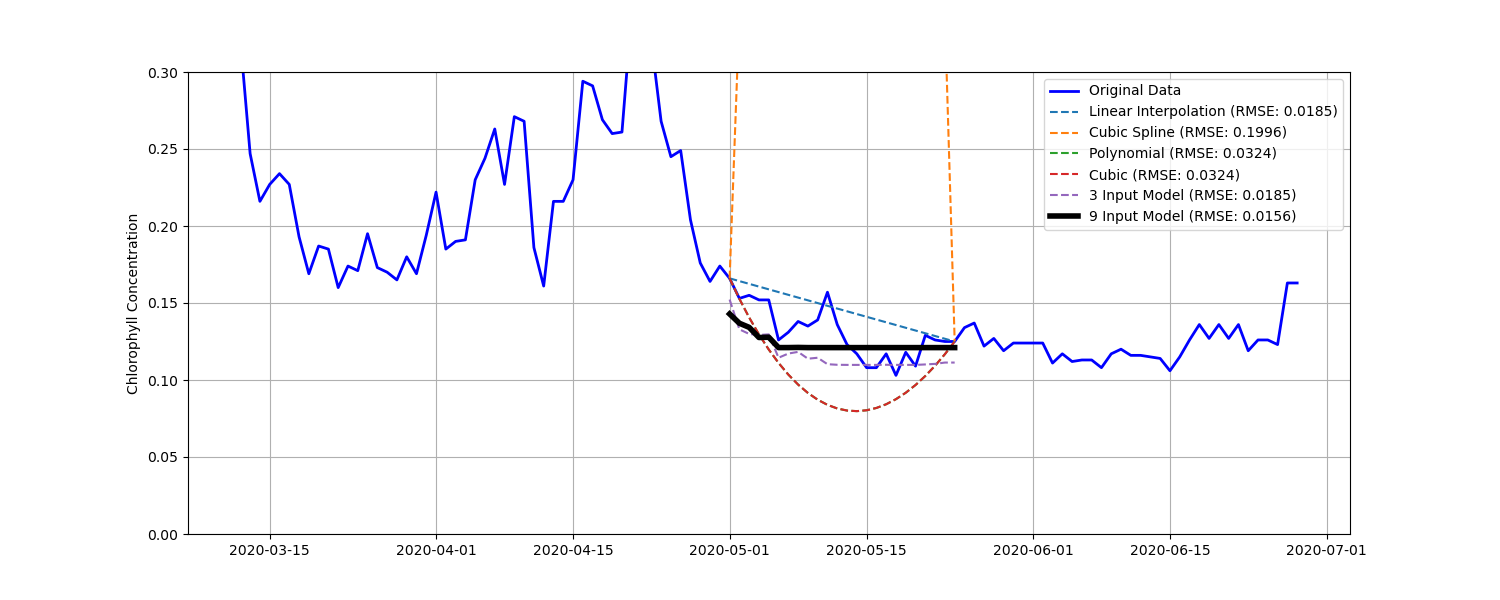 Original Data
Linear Interpolation (RMSE: 0.0185)
Cubic Spline (RMSE: 0.1996)
Polynomial (RMSE: 0.0324)
Cubic (RMSE: 0.0324)
3 Input Model (RMSE: 0.0185)
9 Input Model (RMSE: 0.0156)
Chlorophyll Concentration
0.30
0.25
0.20
0.15
0.10
0.05
0.00
2020-03-15 2020-04-01 2020-04-15 2020-05-01 2020-05-15 2020-06-01 2020-06-15 2020-07-01